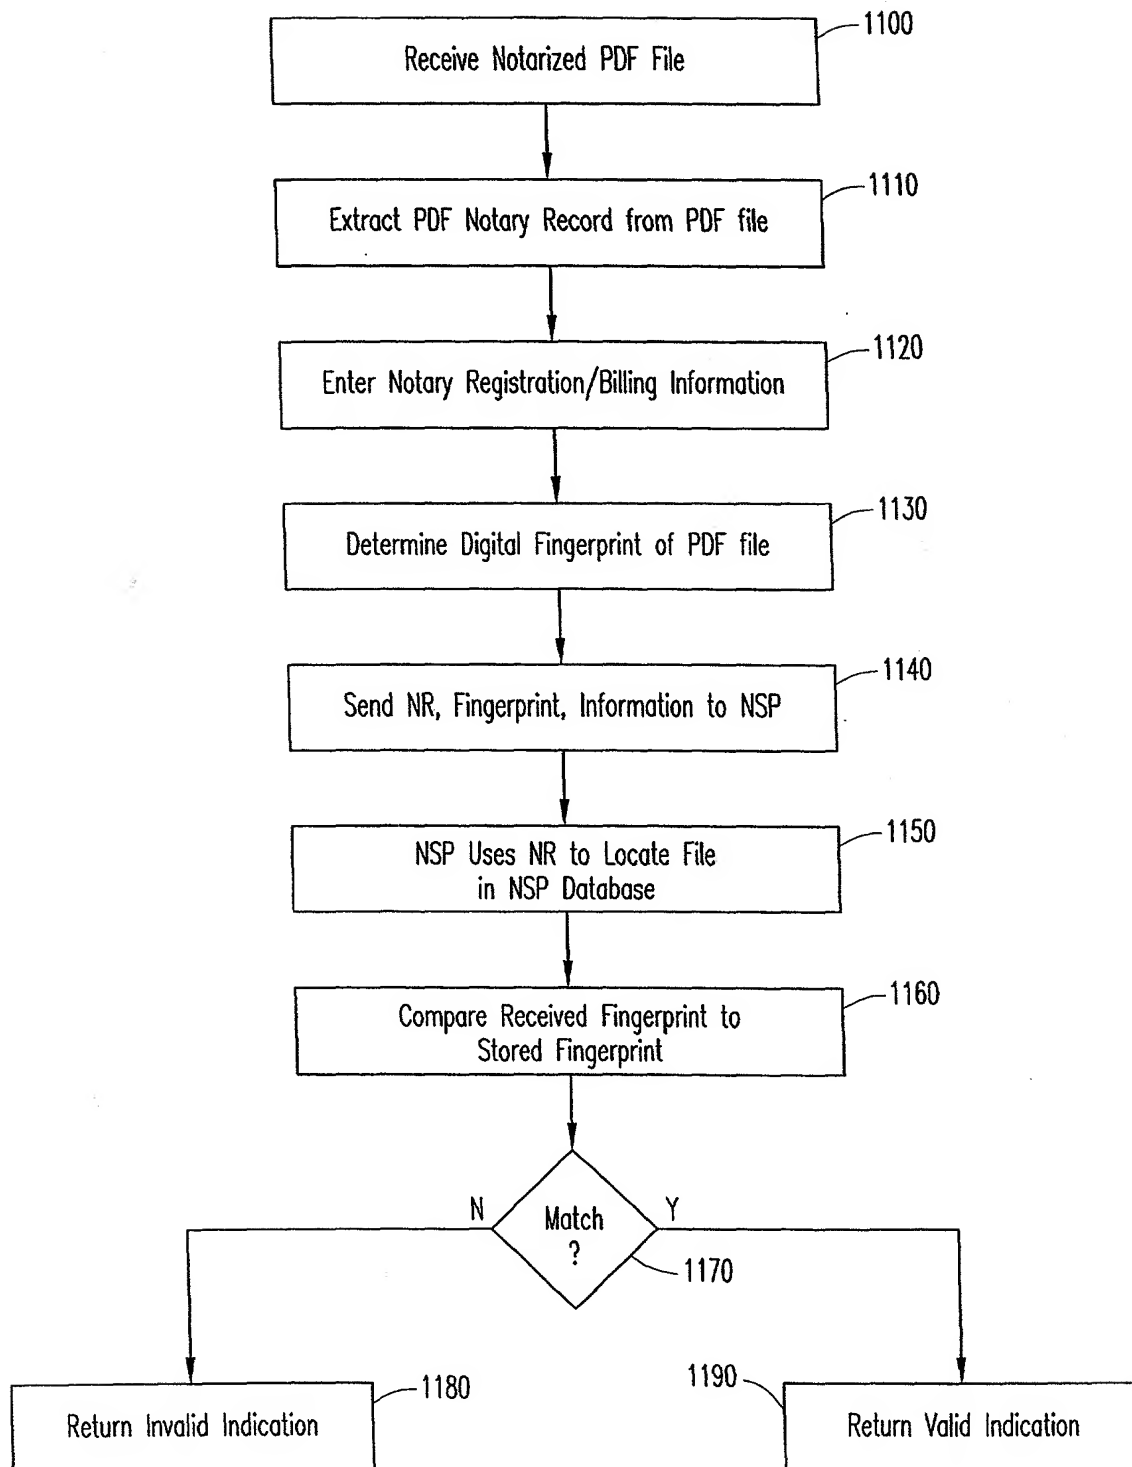 1100
Receive Notarized PDF File
1110
Extract PDF Notary Record from PDF file
1120
Enter Notary Registration/Billing Information
1130
Determine Digital Fingerprint of PDF file
1140
Send NR, Fingerprint, Information to NSP
1150
NSP Uses NR to Locate File
in NSP Database
1160
Compare Received Fingerprint to
Stored Fingerprint
N
Y
Match
?
1170
1180
1190
Return Invalid Indication
Return Valid Indication